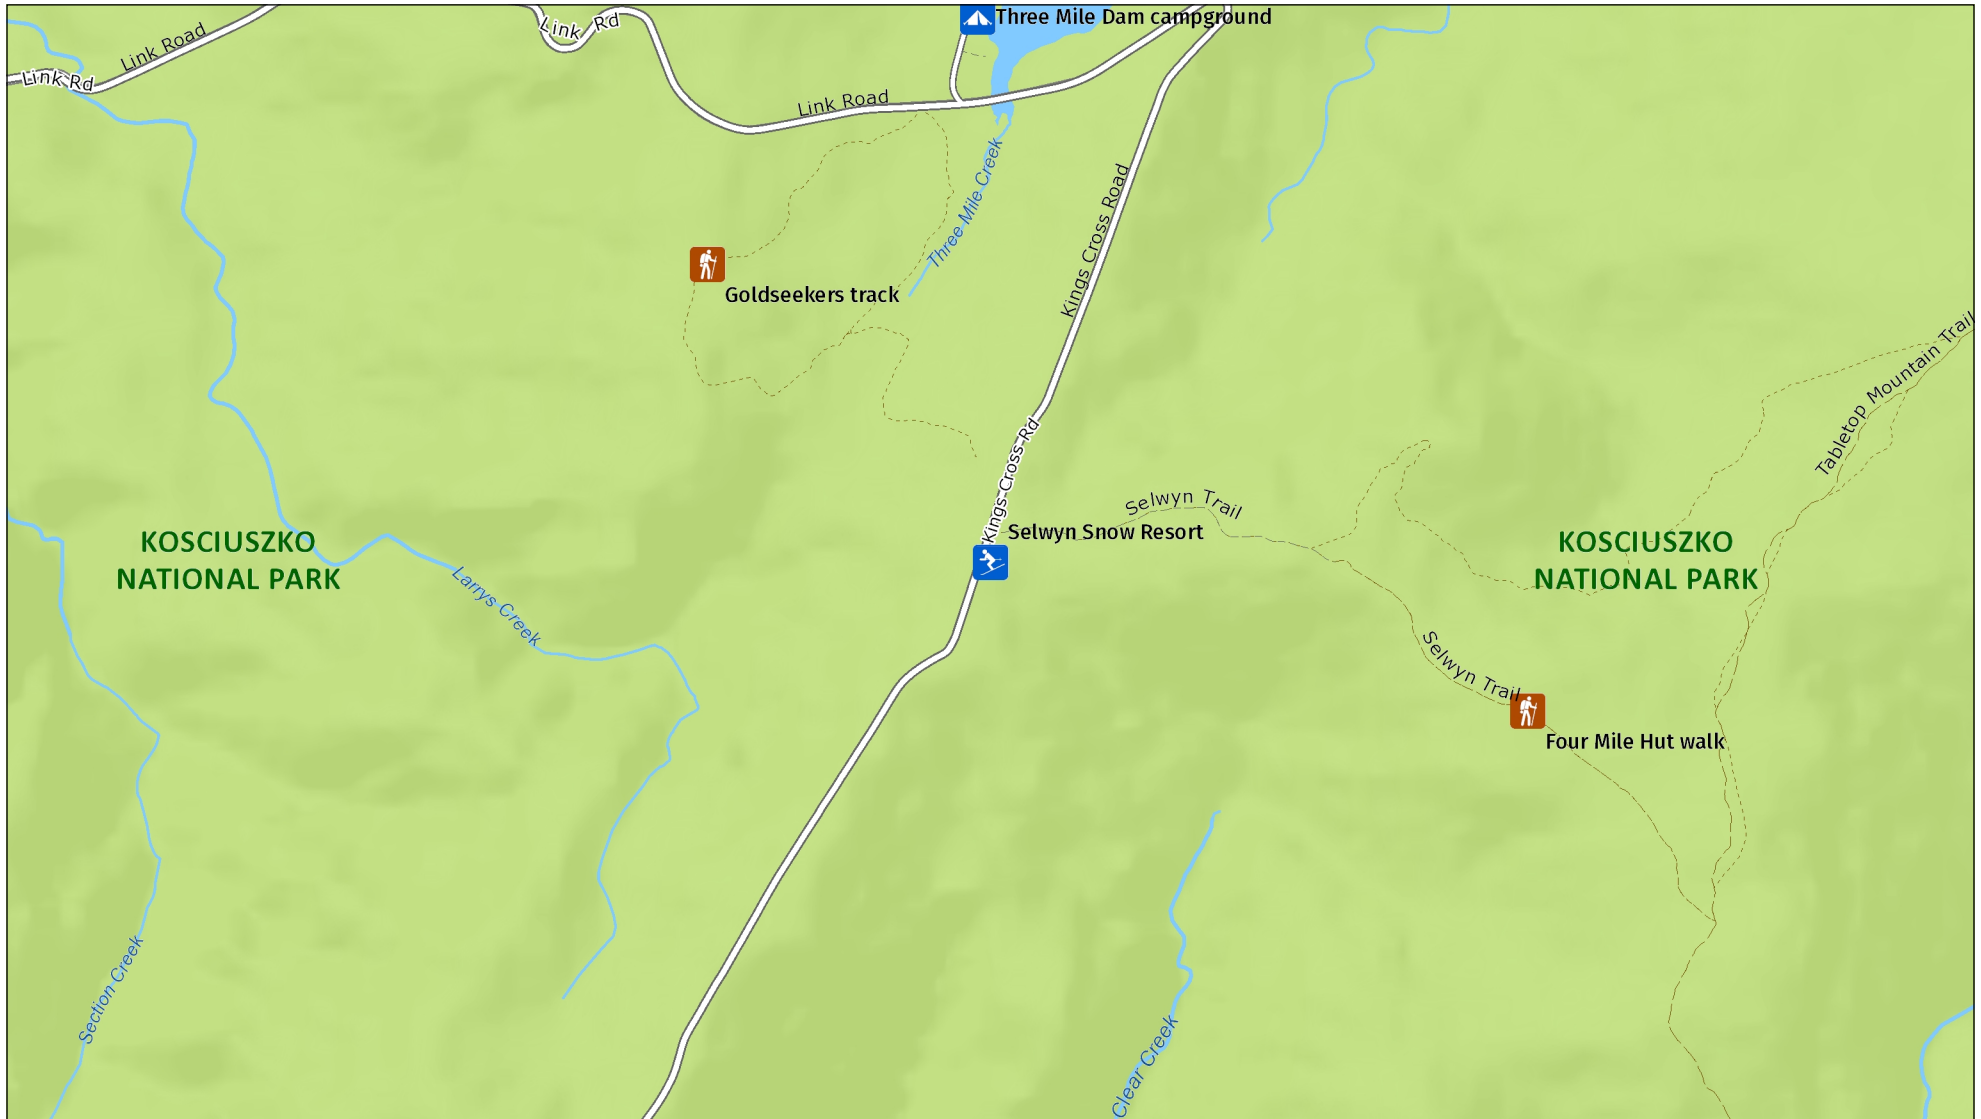 Three Mile Dam campground
Link Road
Link Rd
Link Rd
Link Road
Three Mile Creek
Kings Cross Road
Goldseekers track
Tabletop Mountain Trail
Kings Cross Rd
Selwyn Trail
Selwyn Snow Resort
KOSCIUSZKO
NATIONAL PARK
KOSCIUSZKO
NATIONAL PARK
Larrys Creek
Selwyn Trail
Four Mile Hut walk
Section Creek
Clear Creek